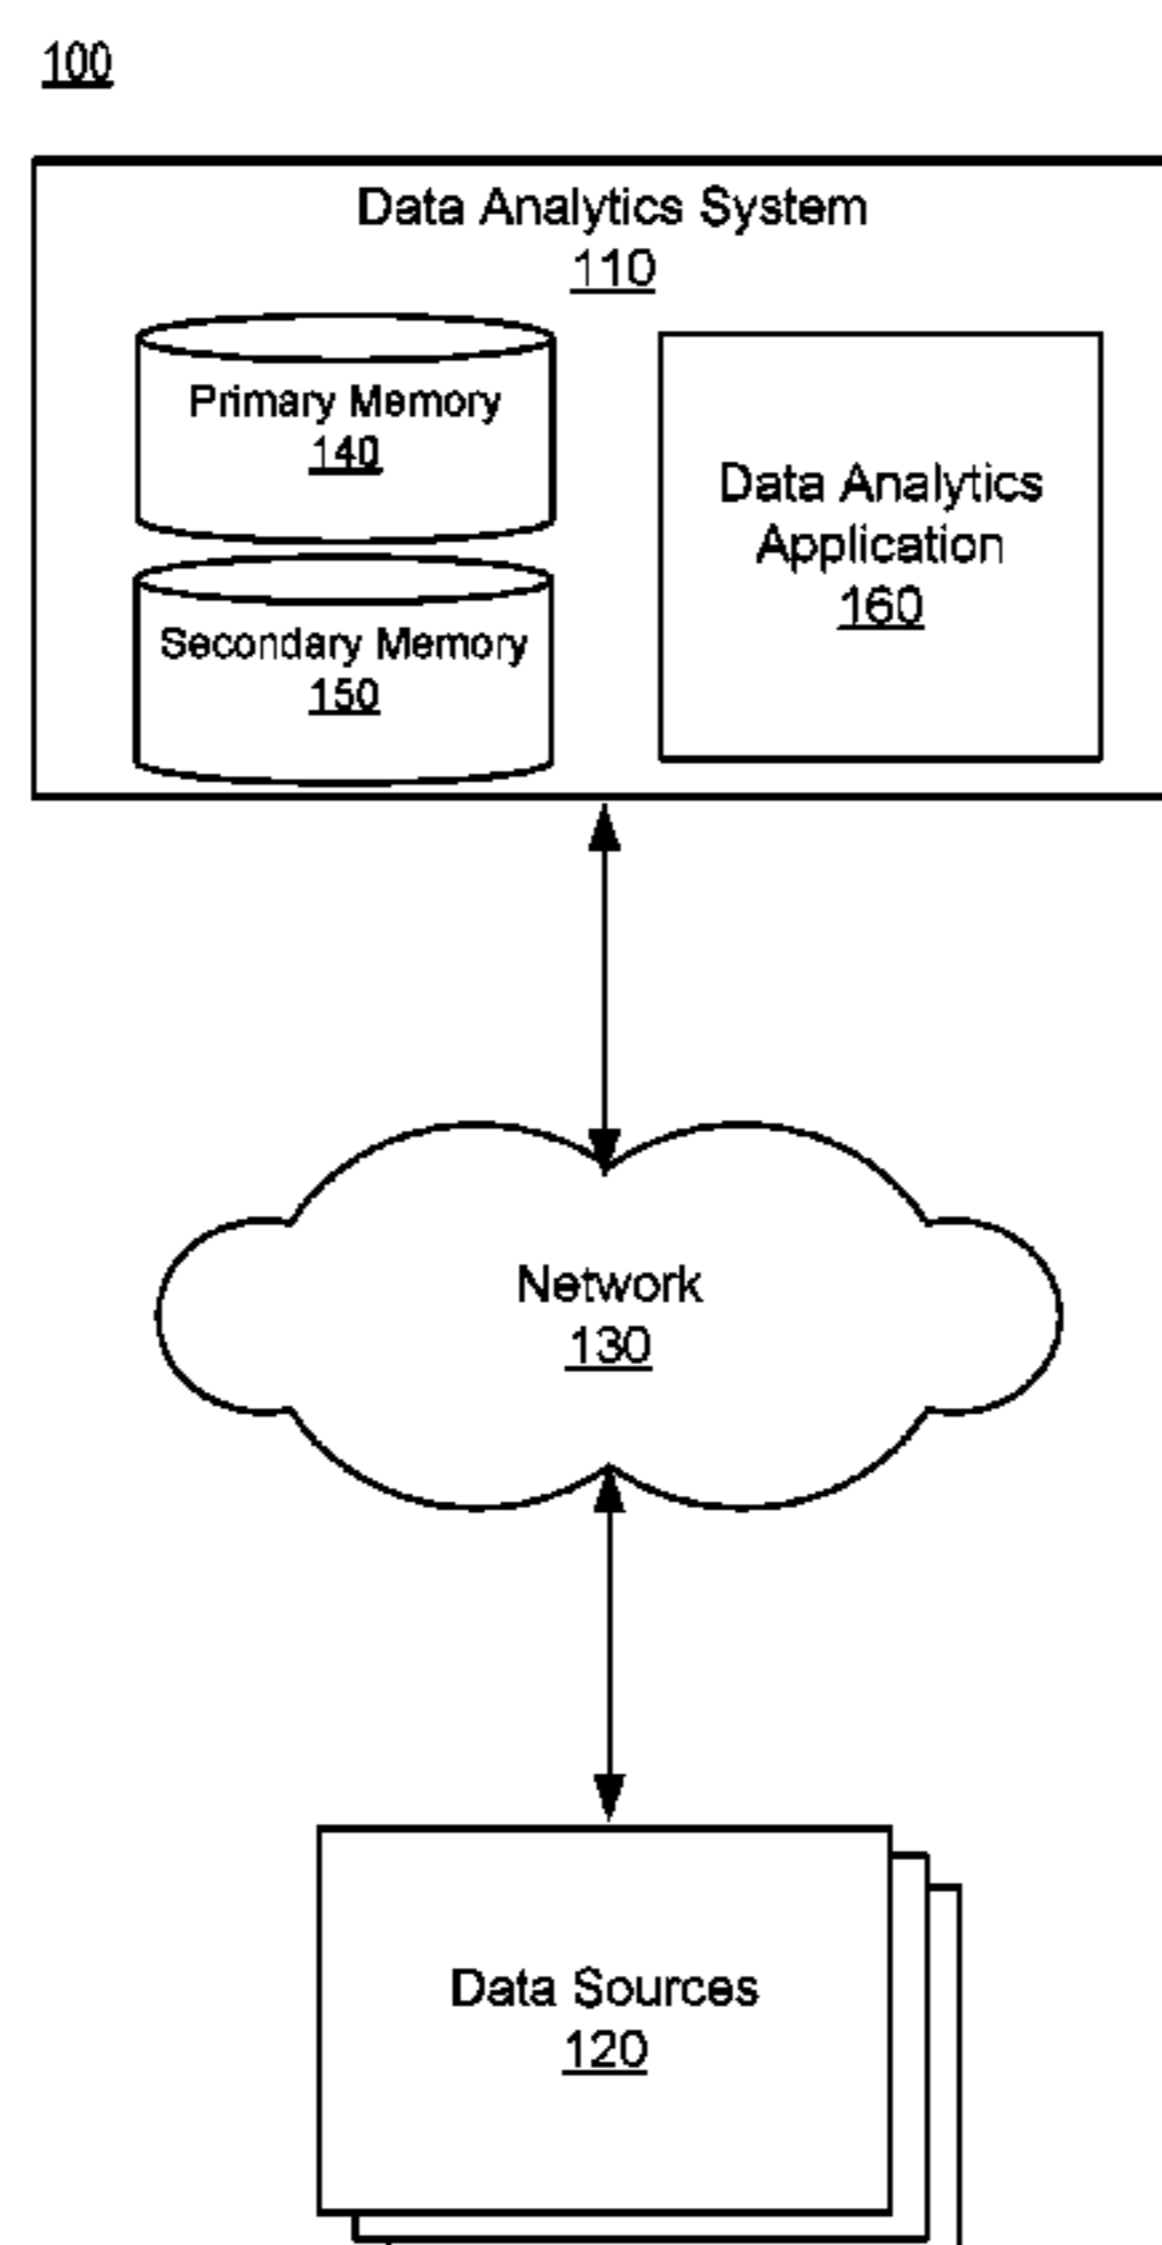 100
Data Analytics System
110
Primary Memory
140
Secondary Memory
150
Data Analytics
Application
160
Network
130
Data Sources
120